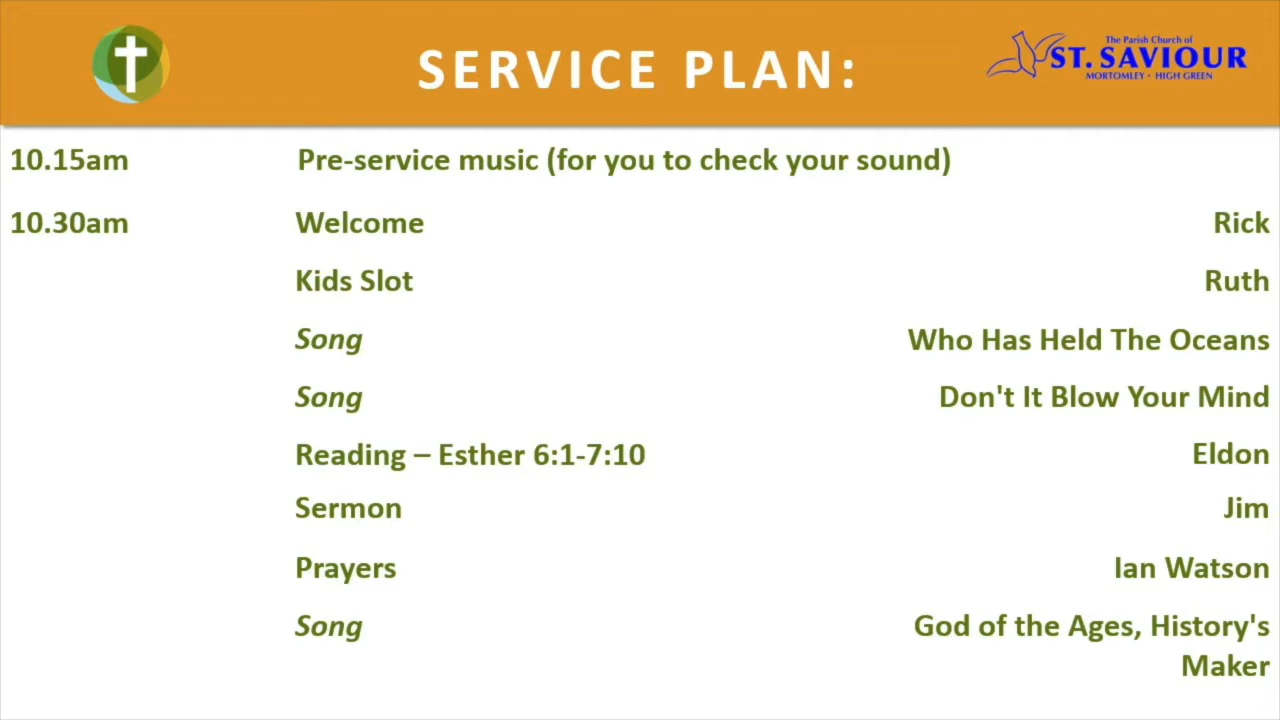 SERVICE PLAN:
The Parish Church of
ST. SAVIOUR
MORTOMLEY • HIGH GREEN
10.15am Pre-service music (for you to check your sound)
10.30am Welcome Rick
Kids Slot Ruth
Song Who Has Held The Oceans
Song Don't It Blow Your Mind
Reading – Esther 6:1-7:10 Eldon
Sermon Jim
Prayers Ian Watson
Song God of the Ages, History's
Maker